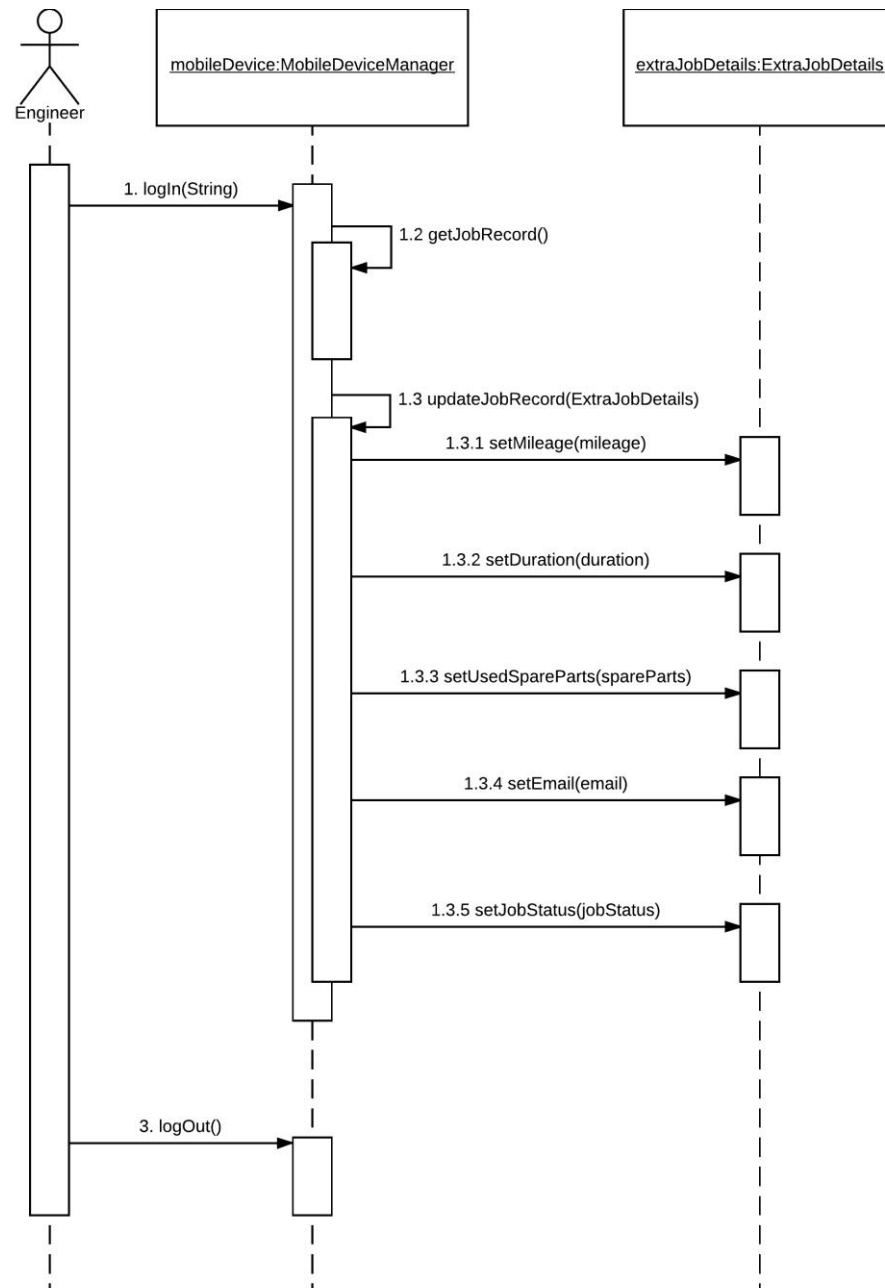 mobileDevice:MobileDeviceManager
extraJobDetails:ExtraJobDetails
Engineer
1. logIn(String)
1.2 getJobRecord()
1.3 updateJobRecord(ExtraJobDetails)
1.3.1 setMileage(mileage)
1.3.2 setDuration(duration)
1.3.3 setUsedSpareParts(spareParts)
1.3.4 setEmail(email)
1.3.5 setJobStatus(jobStatus)
3. logOut()